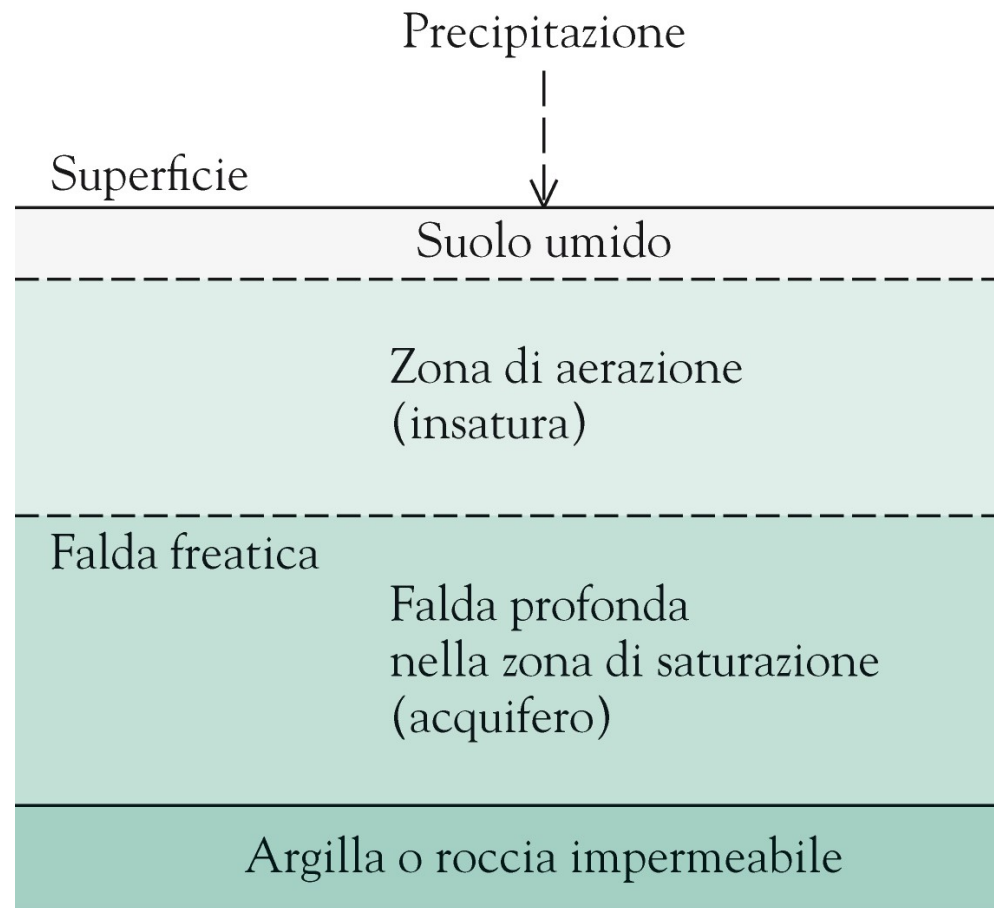 Precipitazione
Superficie
Suolo umido
Zona di aerazione
(insatura)
Falda freatica
Falda profonda
nella zona di saturazione
(acquifero)
Argilla o roccia impermeabile